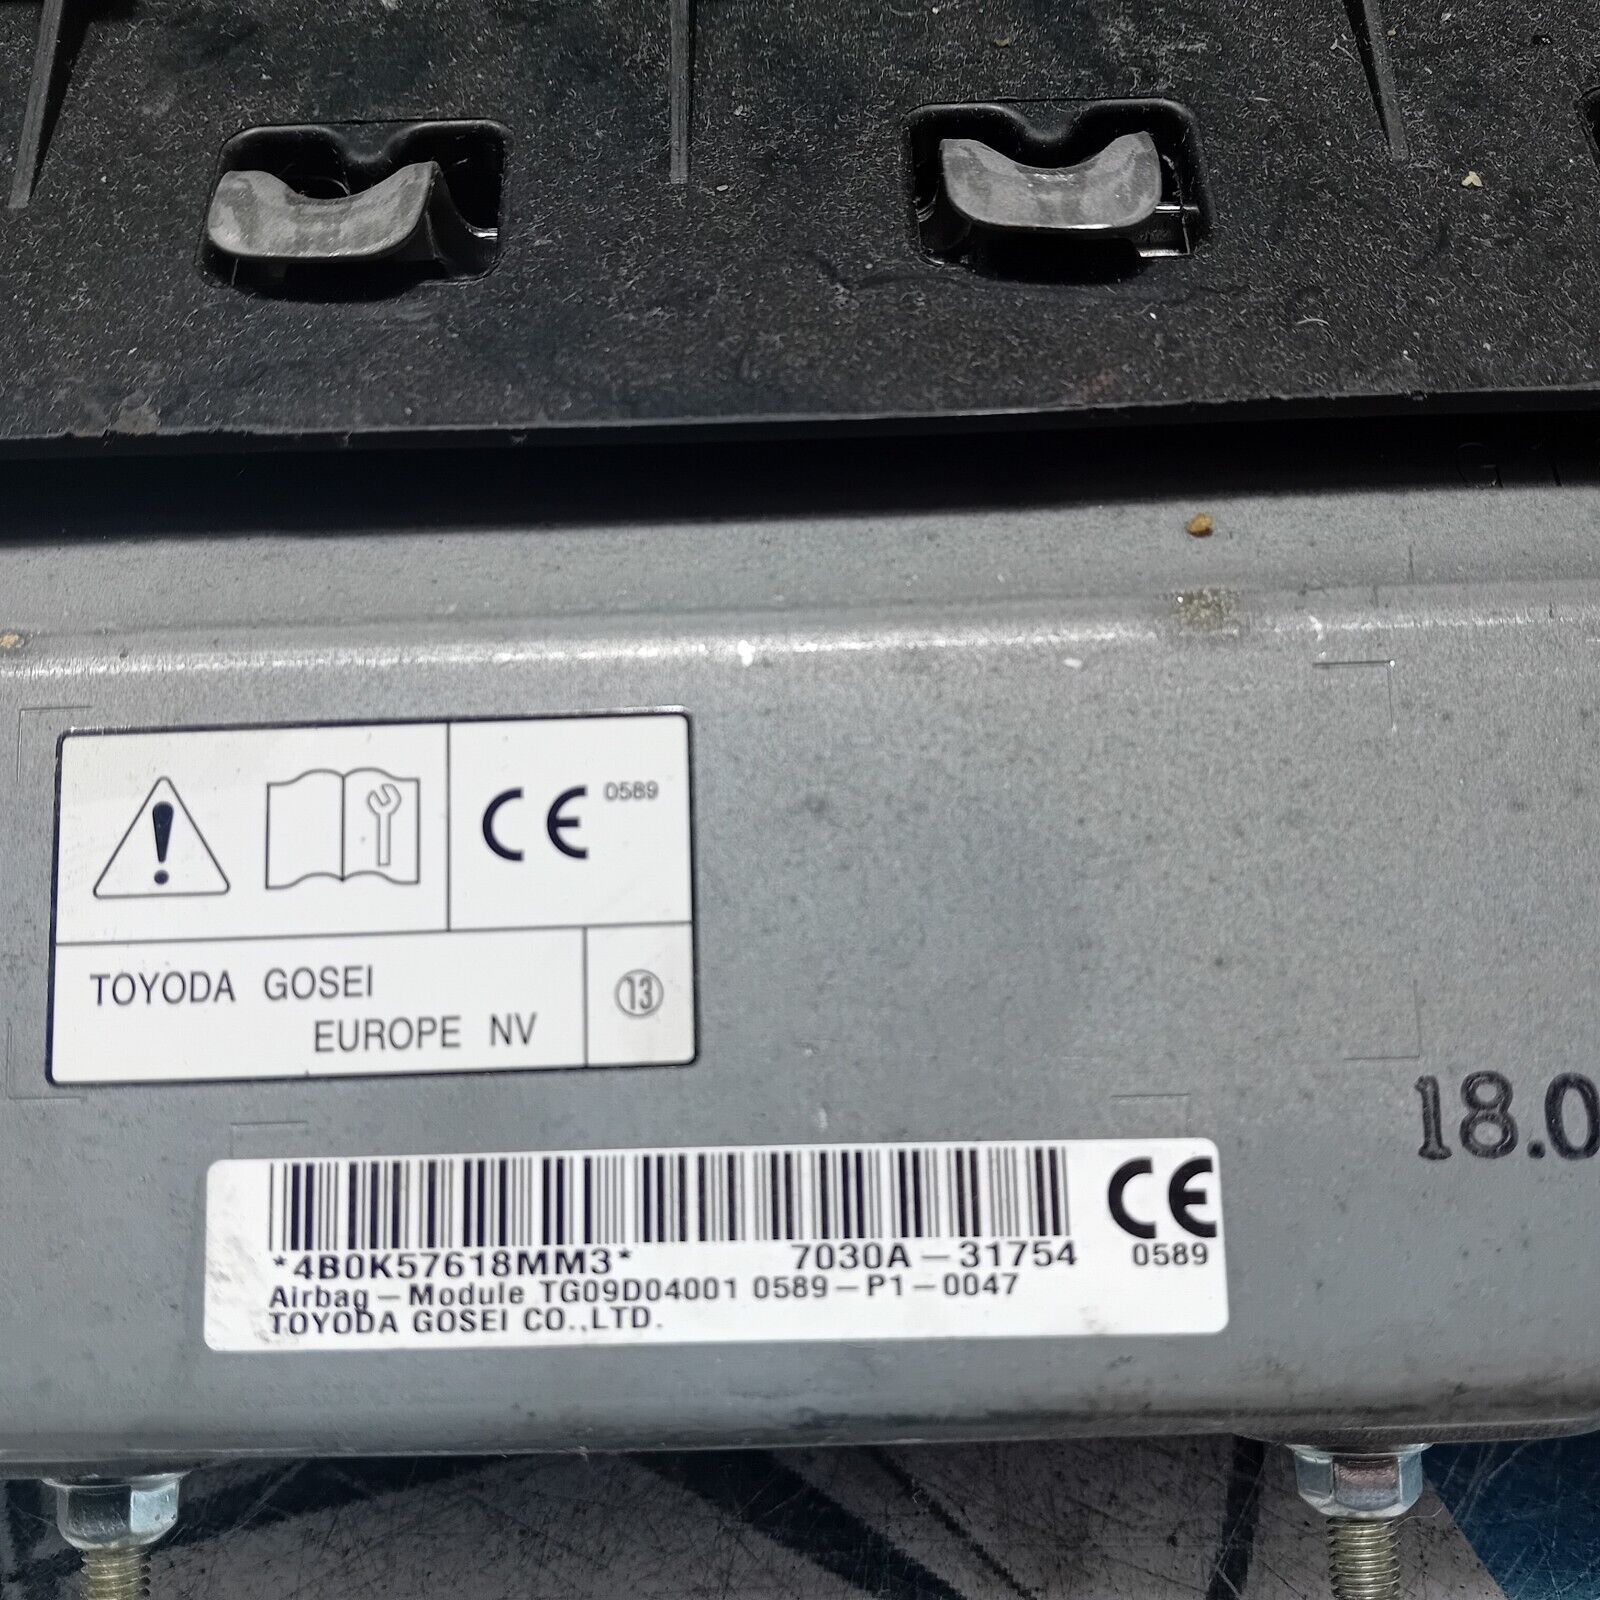 CE 0589
TOYODA GOSEI
EUROPE NV
13
18.0
*4B0K57618MM3* 7030A-31754
Airbag-Module TG09D04001 0589-P1-0047
TOYODA GOSEI CO.,LTD.
CE
0589